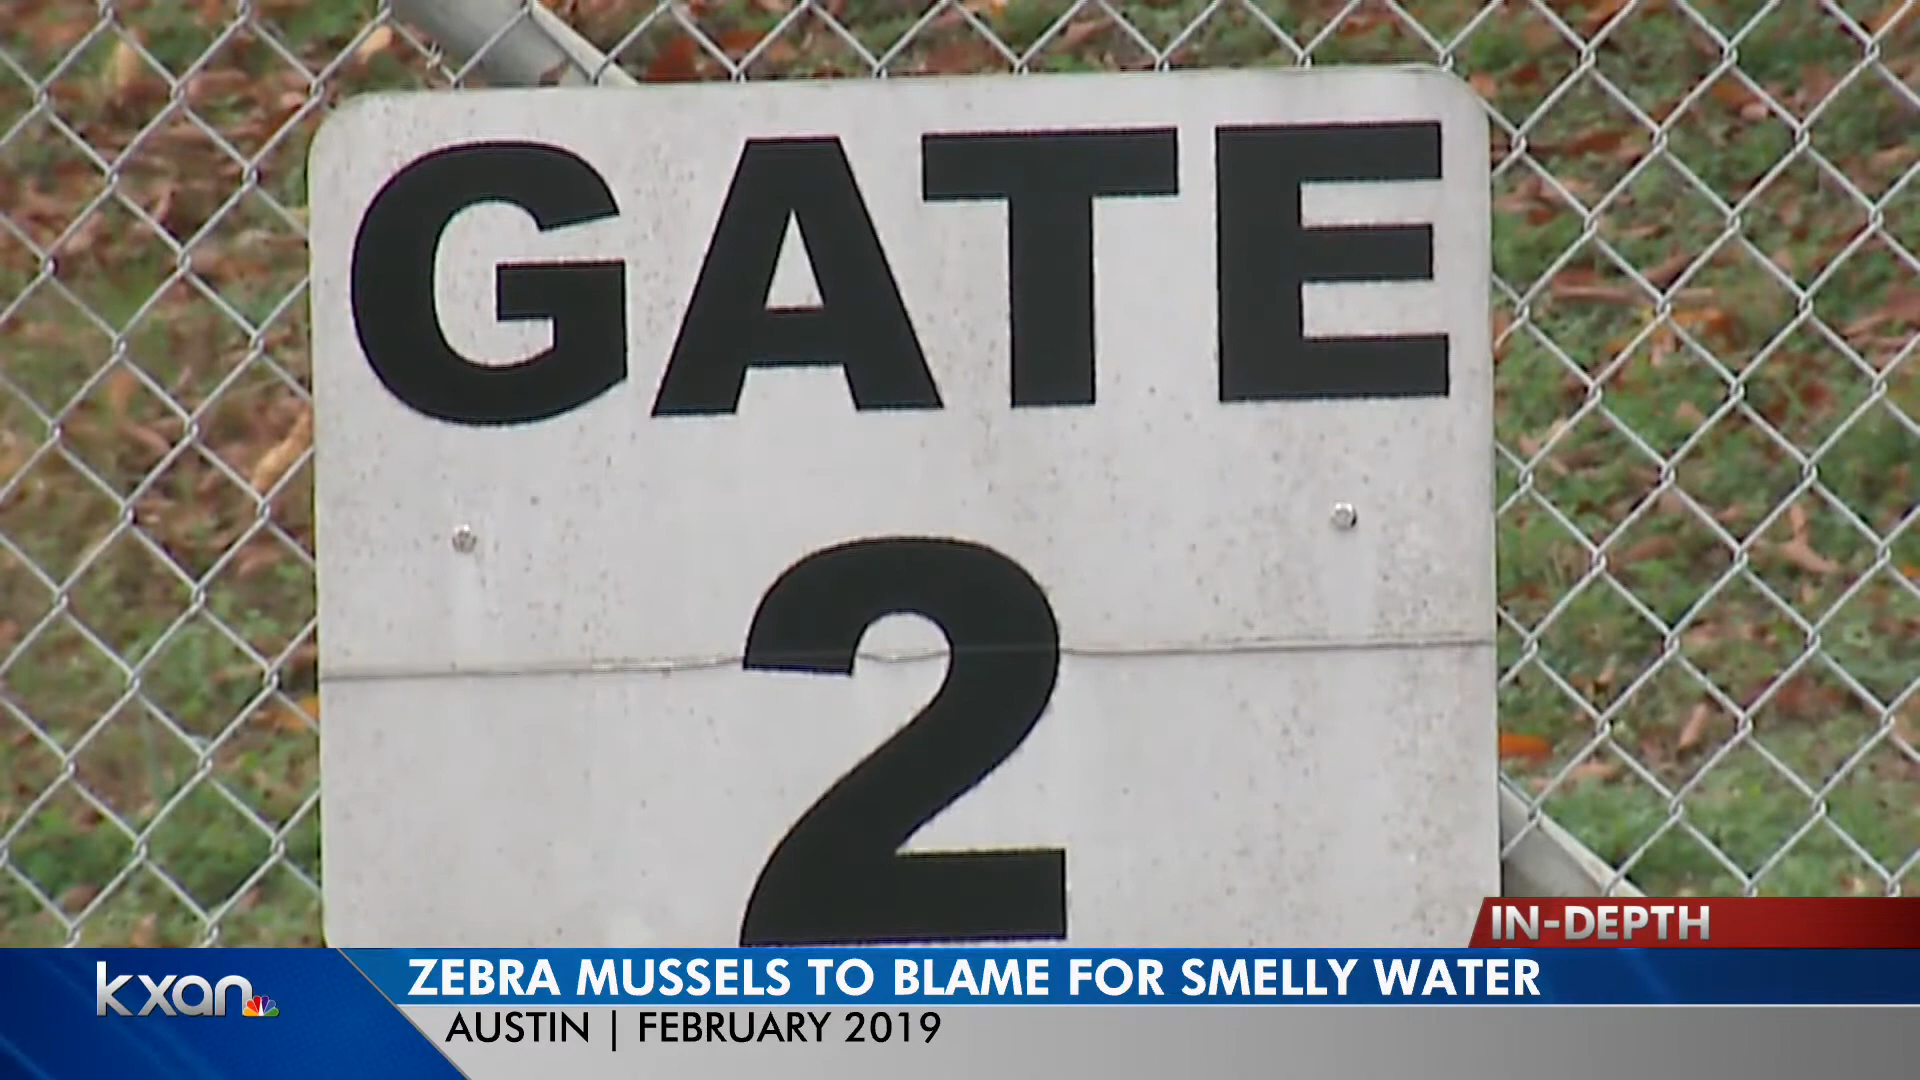 GATE
2
IN-DEPTH
kxan
ZEBRA MUSSELS TO BLAME FOR SMELLY WATER
AUSTIN | FEBRUARY 2019